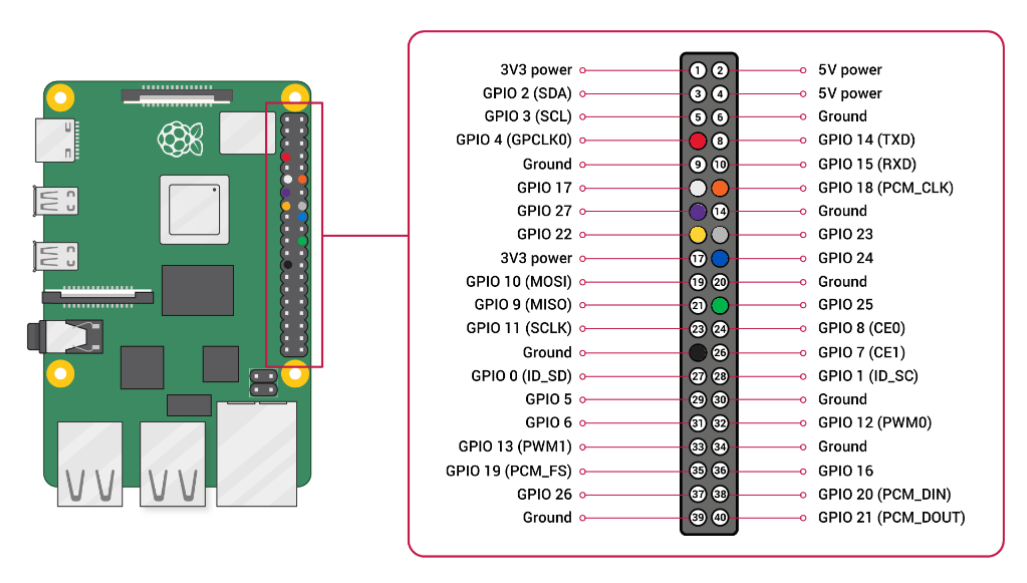 3V3 power 1 2 5V power
GPIO 2 (SDA) 3 4 5V power
GPIO 3 (SCL) 5 6 Ground
GPIO 4 (GPCLK0) 8 GPIO 14 (TXD)
Ground 9 10 GPIO 15 (RXD)
GPIO 17 GPIO 18 (PCM_CLK)
GPIO 27 14 Ground
GPIO 22 GPIO 23
3V3 power 17 GPIO 24
GPIO 10 (MOSI) 19 20 Ground
GPIO 9 (MISO) 21 GPIO 25
GPIO 11 (SCLK) 23 24 GPIO 8 (CE0)
Ground 26 GPIO 7 (CE1)
GPIO 0 (ID_SD) 27 28 GPIO 1 (ID_SC)
GPIO 5 29 30 Ground
GPIO 6 31 32 GPIO 12 (PWM0)
GPIO 13 (PWM1) 33 34 Ground
GPIO 19 (PCM_FS) 35 36 GPIO 16
GPIO 26 37 38 GPIO 20 (PCM_DIN)
Ground 39 40 GPIO 21 (PCM_DOUT)